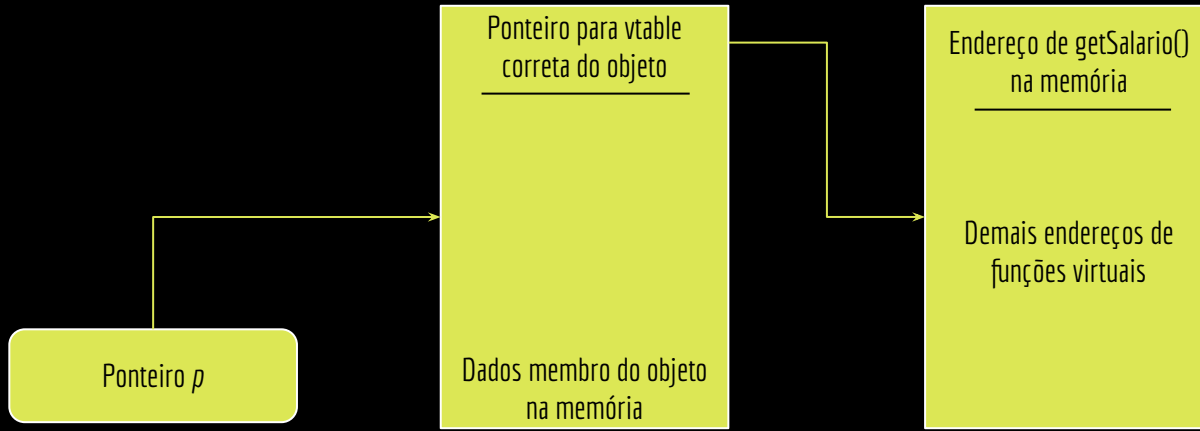 Ponteiro para vtable
correta do objeto
Dados membro do objeto
na memória
Endereço de getSalario()
na memória
Demais endereços de
funções virtuais
Ponteiro p